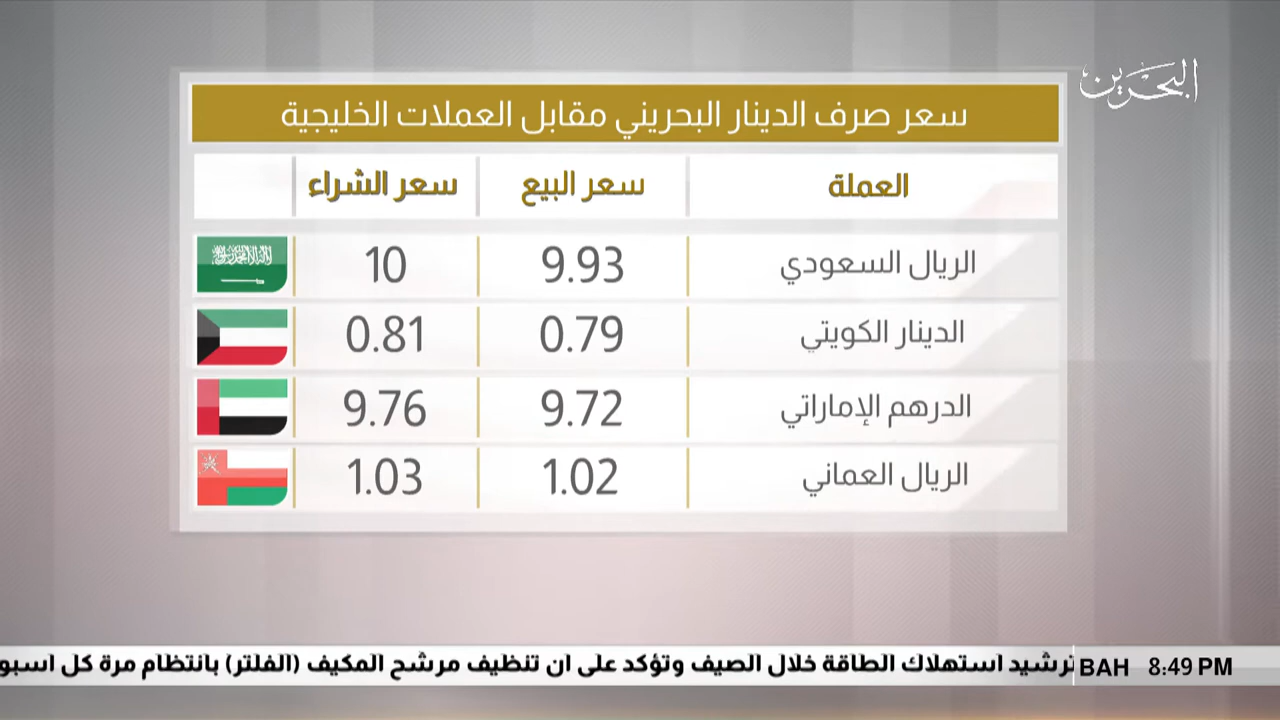 البحرين
سعر صرف الدينار البحريني مقابل العملات الخليجية
العملة سعر البيع سعر الشراء
الريال السعودي 9.93 10
الدينار الكويتي 0.79 0.81
الدرهم الإماراتي 9.72 9.76
الريال العماني 1.02 1.03
BAH 8:49 PM
ترشيد استهلاك الطاقة خلال الصيف وتؤكد على ان تنظيف مرشح المكيف (الفلتر) بانتظام مرة كل اسبو